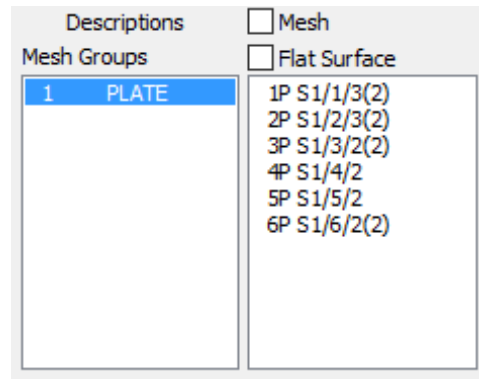 Descriptions
Mesh
Mesh Groups
Flat Surface
1 PLATE
1P S1/1/3(2)
2P S1/2/3(2)
3P S1/3/2(2)
4P S1/4/2
5P S1/5/2
6P S1/6/2(2)